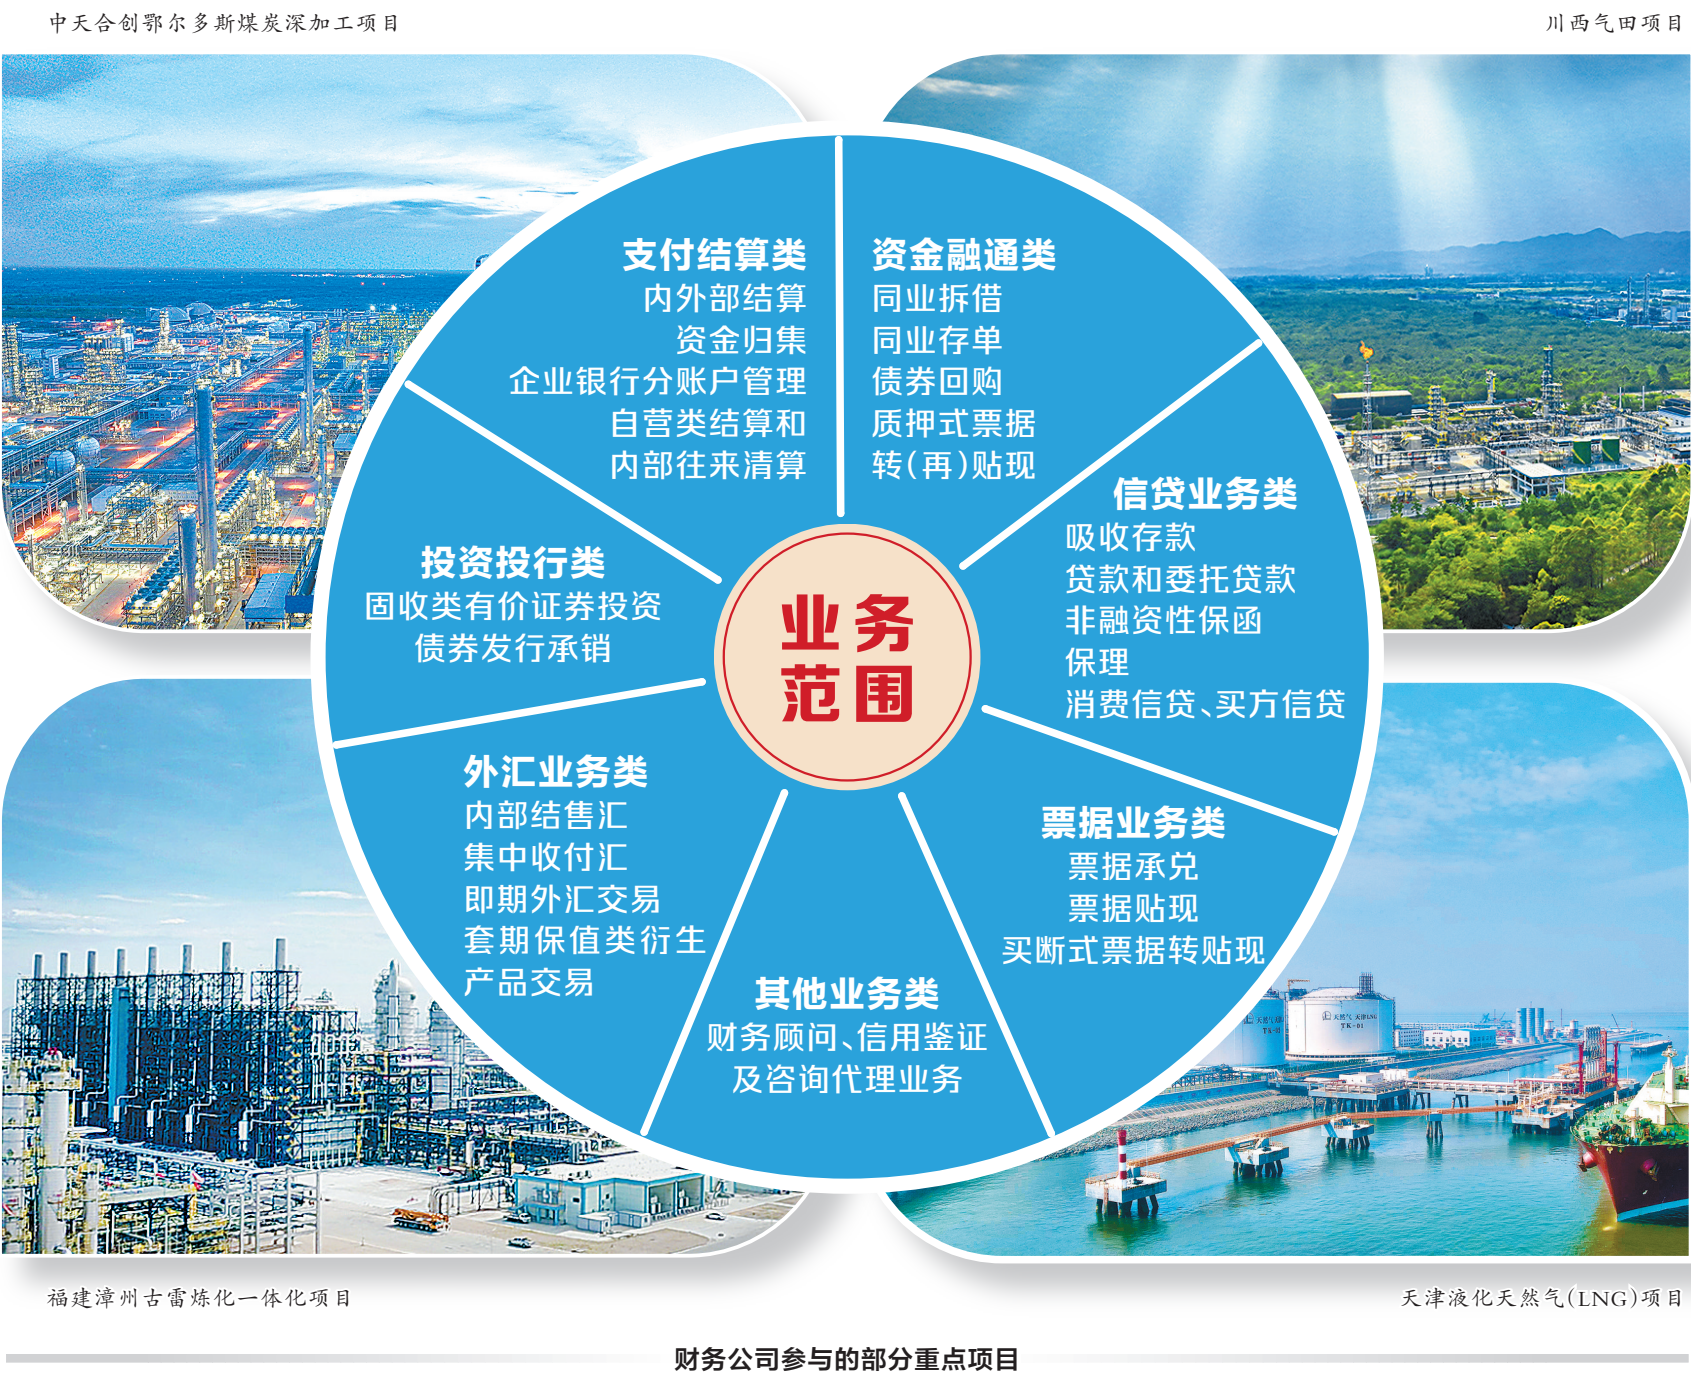 中天合创鄂尔多斯煤炭深加工项目
川西气田项目
支付结算类
内外部结算
资金归集
企业银行分账户管理
自营类结算和
内部往来清算
资金融通类
同业拆借
同业存单
债券回购
质押式票据
转(再)贴现
信贷业务类
吸收存款
贷款和委托贷款
非融资性保函
保理
消费信贷、买方信贷
投资投行类
固收类有价证券投资
债券发行承销
业务
范围
外汇业务类
内部结售汇
集中收付汇
即期外汇交易
套期保值类衍生
产品交易
票据业务类
票据承兑
票据贴现
买断式票据转贴现
其他业务类
财务顾问、信用鉴证
及咨询代理业务
天然气 天津LNG
TK-01
福建漳州古雷炼化一体化项目
天津液化天然气(LNG)项目
财务公司参与的部分重点项目